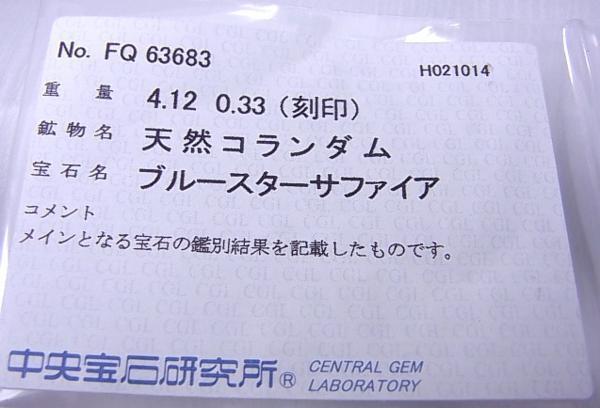 No. FQ 63683
H021014
重量 4.12 0.33（刻印）
鉱物名 天然コランダム
宝石名 ブルースターサファイア
コメント
メインとなる宝石の鑑別結果を記載したものです。
中央宝石研究所® CENTRAL GEM
LABORATORY